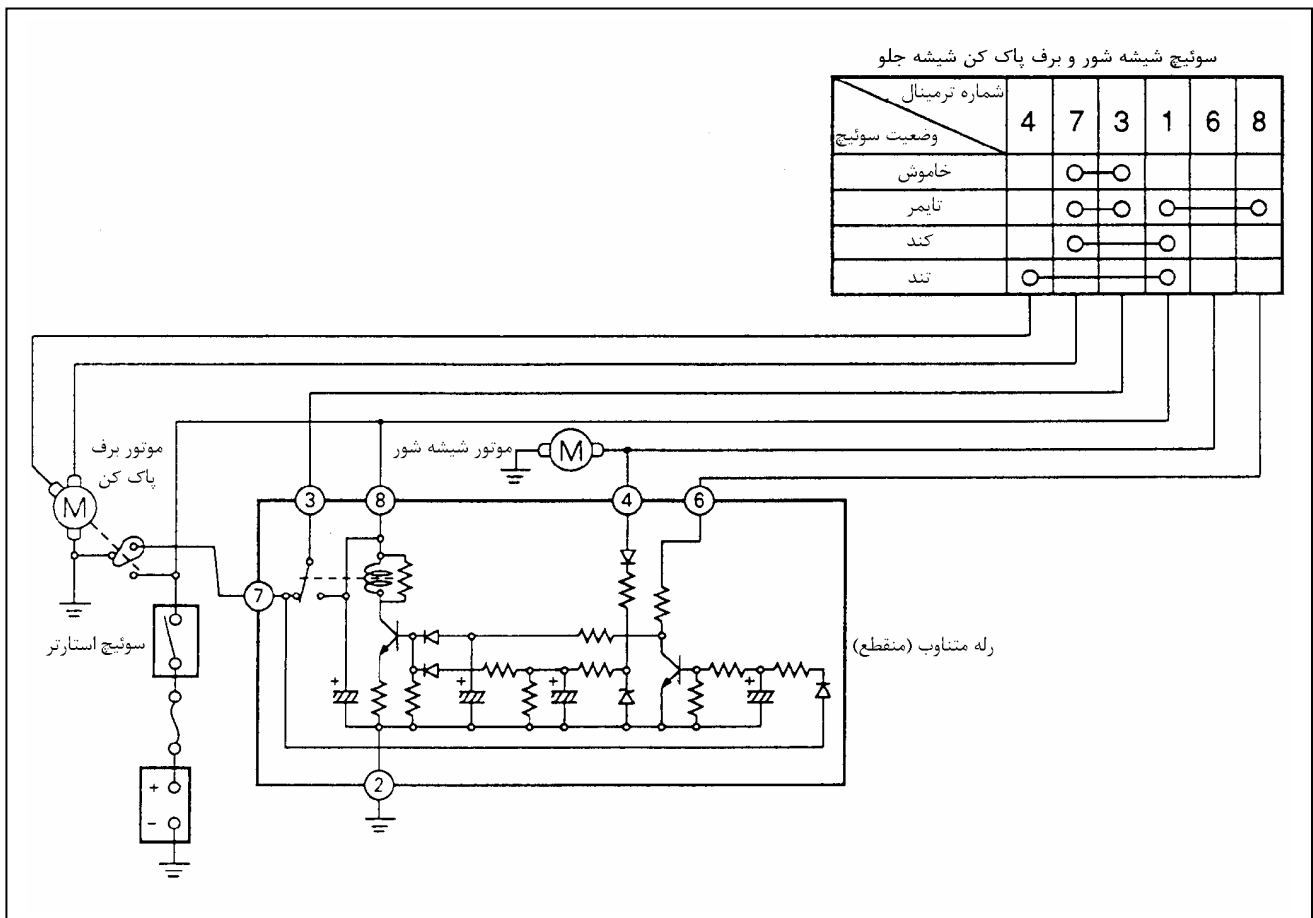 سوئیچ شیشه شور و برف پاک کن شیشه جلو
شماره ترمینال
وضعیت سوئیچ
4 7 3 1 6 8
خاموش
تایمر
کند
تند
موتور برف
پاک کن
M
موتور شیشه شور
M
3 8 4 6
7
سوئیچ استارتر
رله متناوب (منقطع)
+ + + +
2
+
-